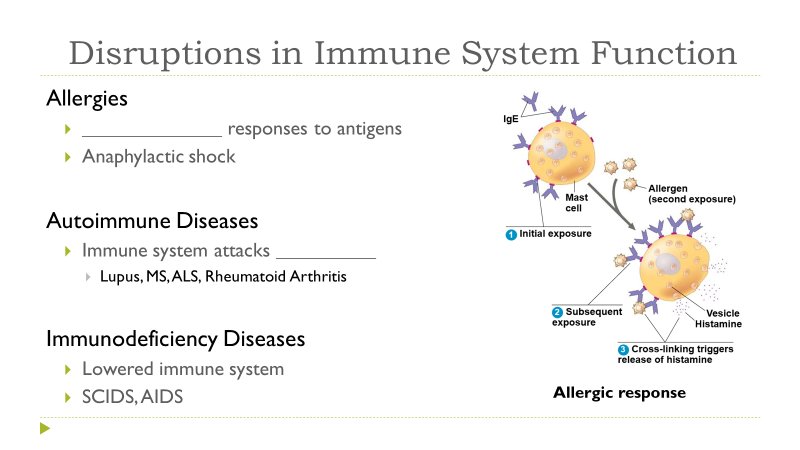 Disruptions in Immune System Function
Allergies
______________ responses to antigens
Anaphylactic shock
Autoimmune Diseases
Immune system attacks __________
Lupus, MS, ALS, Rheumatoid Arthritis
Immunodeficiency Diseases
Lowered immune system
SCIDS, AIDS
IgE
Mast
cell
1 Initial exposure
Allergen
(second exposure)
2 Subsequent
exposure
Vesicle
Histamine
3 Cross-linking triggers
release of histamine
Allergic response